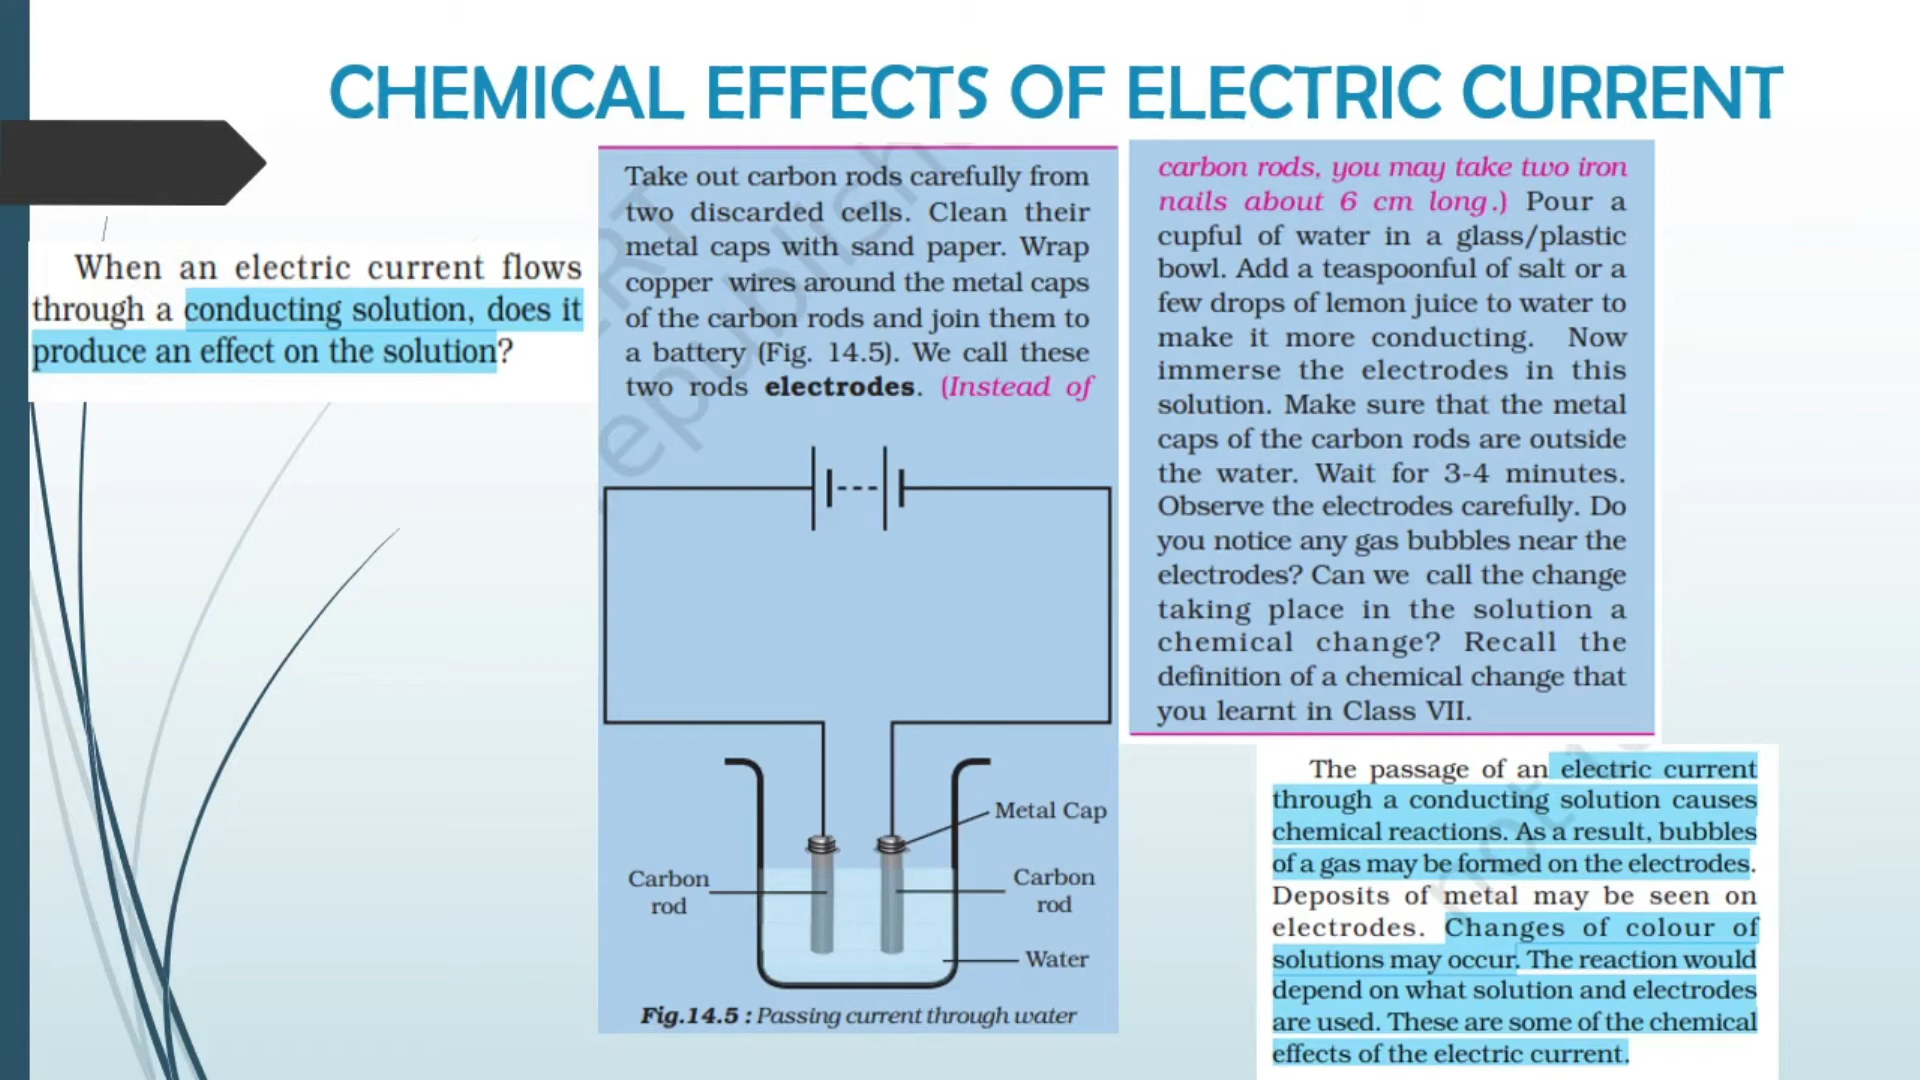 CHEMICAL EFFECTS OF ELECTRIC CURRENT
When an electric current flows
through a conducting solution, does it
produce an effect on the solution?
Take out carbon rods carefully from
two discarded cells. Clean their
metal caps with sand paper. Wrap
copper wires around the metal caps
of the carbon rods and join them to
a battery (Fig. 14.5). We call these
two rods electrodes. (Instead of
Metal Cap
Carbon
rod
Carbon
rod
Water
Fig.14.5 : Passing current through water
carbon rods, you may take two iron
nails about 6 cm long.) Pour a
cupful of water in a glass/plastic
bowl. Add a teaspoonful of salt or a
few drops of lemon juice to water to
make it more conducting. Now
immerse the electrodes in this
solution. Make sure that the metal
caps of the carbon rods are outside
the water. Wait for 3-4 minutes.
Observe the electrodes carefully. Do
you notice any gas bubbles near the
electrodes? Can we call the change
taking place in the solution a
chemical change? Recall the
definition of a chemical change that
you learnt in Class VII.
The passage of an electric current
through a conducting solution causes
chemical reactions. As a result, bubbles
of a gas may be formed on the electrodes.
Deposits of metal may be seen on
electrodes. Changes of colour of
solutions may occur. The reaction would
depend on what solution and electrodes
are used. These are some of the chemical
effects of the electric current.